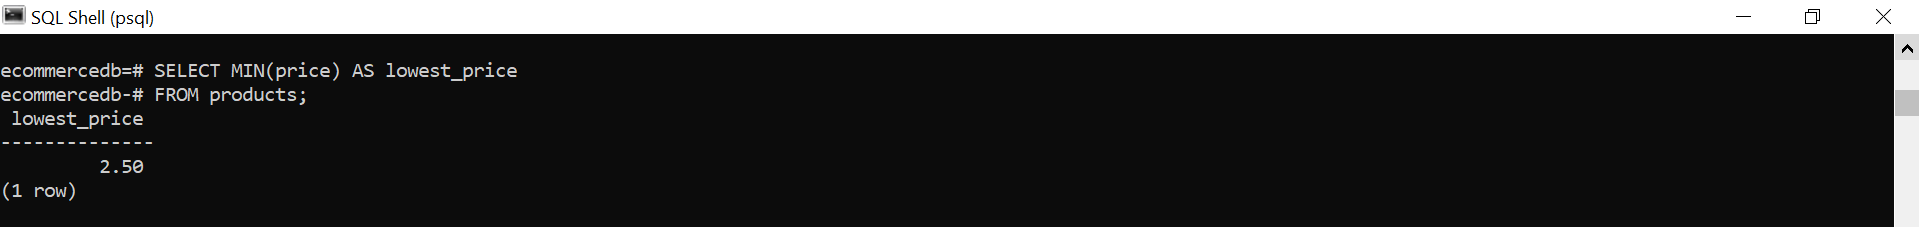 SQL Shell (psql)
ecommercedb=# SELECT MIN(price) AS lowest_price
ecommercedb-# FROM products;
 lowest_price
--------------
         2.50
(1 row)